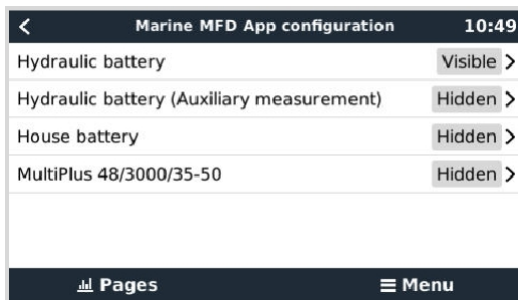 Marine MFD App configuration 10:49
Hydraulic battery Visible
Hydraulic battery (Auxiliary measurement) Hidden
House battery Hidden
MultiPlus 48/3000/35-50 Hidden
Pages Menu